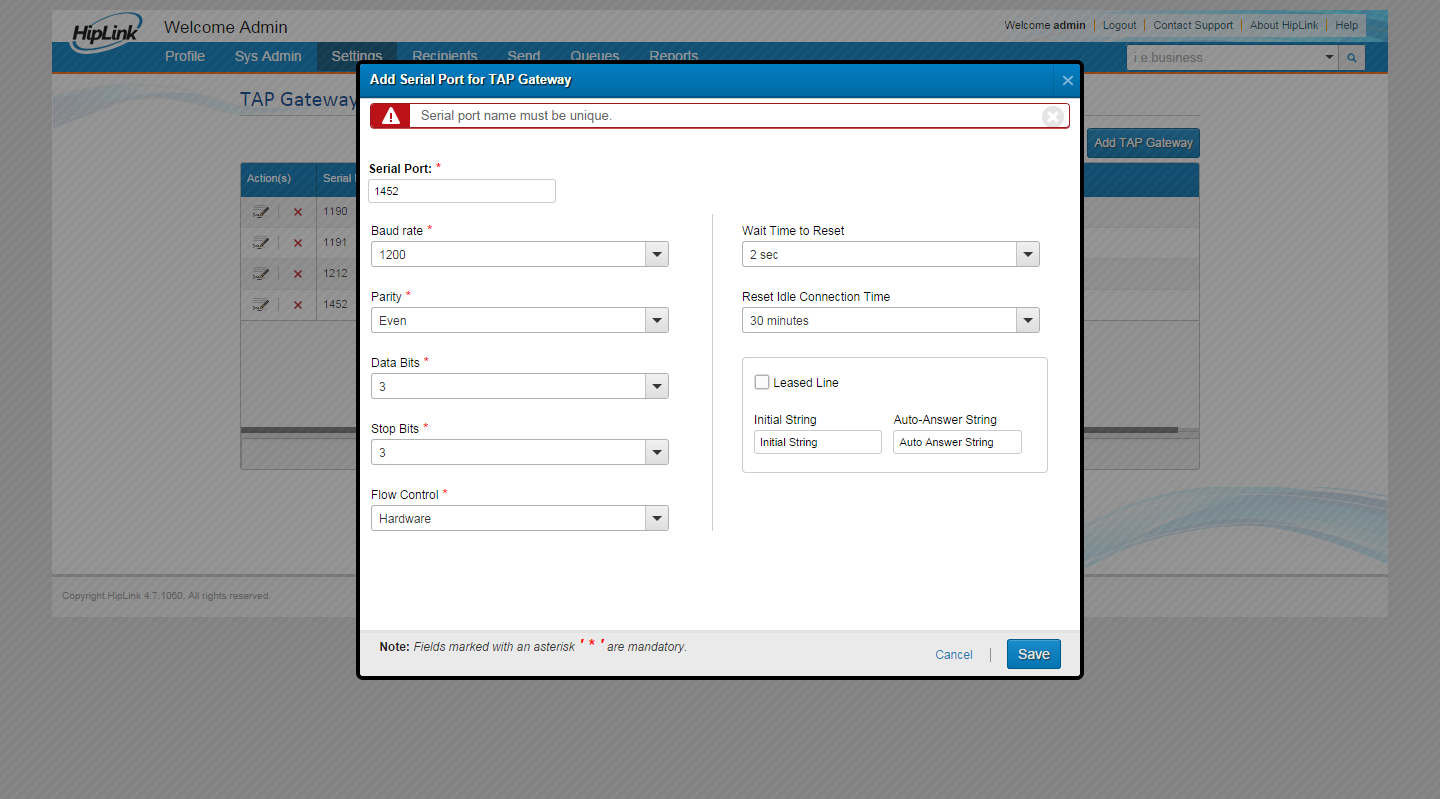 HipLink
Welcome Admin
Welcome admin Logout Contact Support About HipLink Help
Profile Sys Admin Settings Recipients Send Queues Reports
i.e.business
TAP Gateway
Add TAP Gateway
Action(s) Serial
1190
1191
1212
1452
Add Serial Port for TAP Gateway
Serial port name must be unique.
Serial Port: *
1452
Baud rate *
1200
Parity *
Even
Data Bits *
3
Stop Bits *
3
Flow Control *
Hardware
Wait Time to Reset
2 sec
Reset Idle Connection Time
30 minutes
Leased Line
Initial String Auto-Answer String
Initial String Auto Answer String
Note: Fields marked with an asterisk ' * ' are mandatory.
Cancel Save
Copyright HipLink 4.7.1060. All rights reserved.